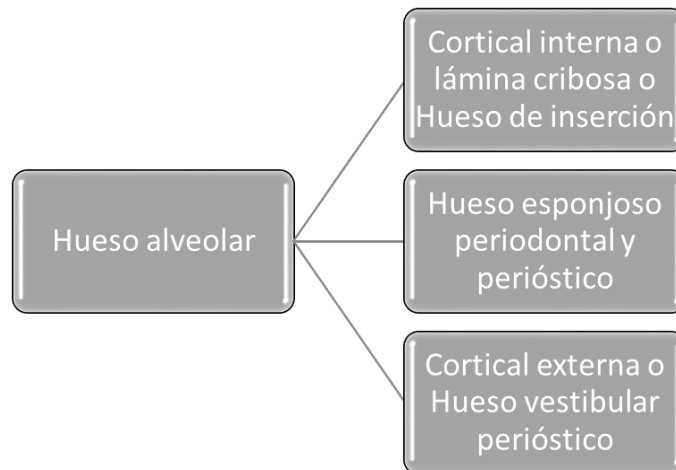 Hueso alveolar
Cortical interna o
lámina cribosa o
Hueso de inserción
Hueso esponjoso
periodontal y
perióstico
Cortical externa o
Hueso vestibular
perióstico